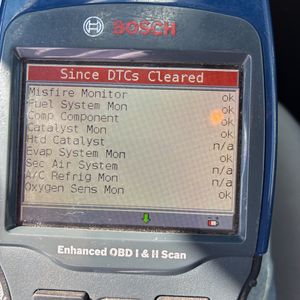 BOSCH
Since DTCs Cleared
Misfire Monitor ok
Fuel System Mon ok
Comp Component ok
Catalyst Mon ok
Htd Catalyst n/a
Evap System Mon ok
Sec Air System n/a
A/C Refrig Mon n/a
Oxygen Sens Mon ok
Enhanced OBD I & II Scan